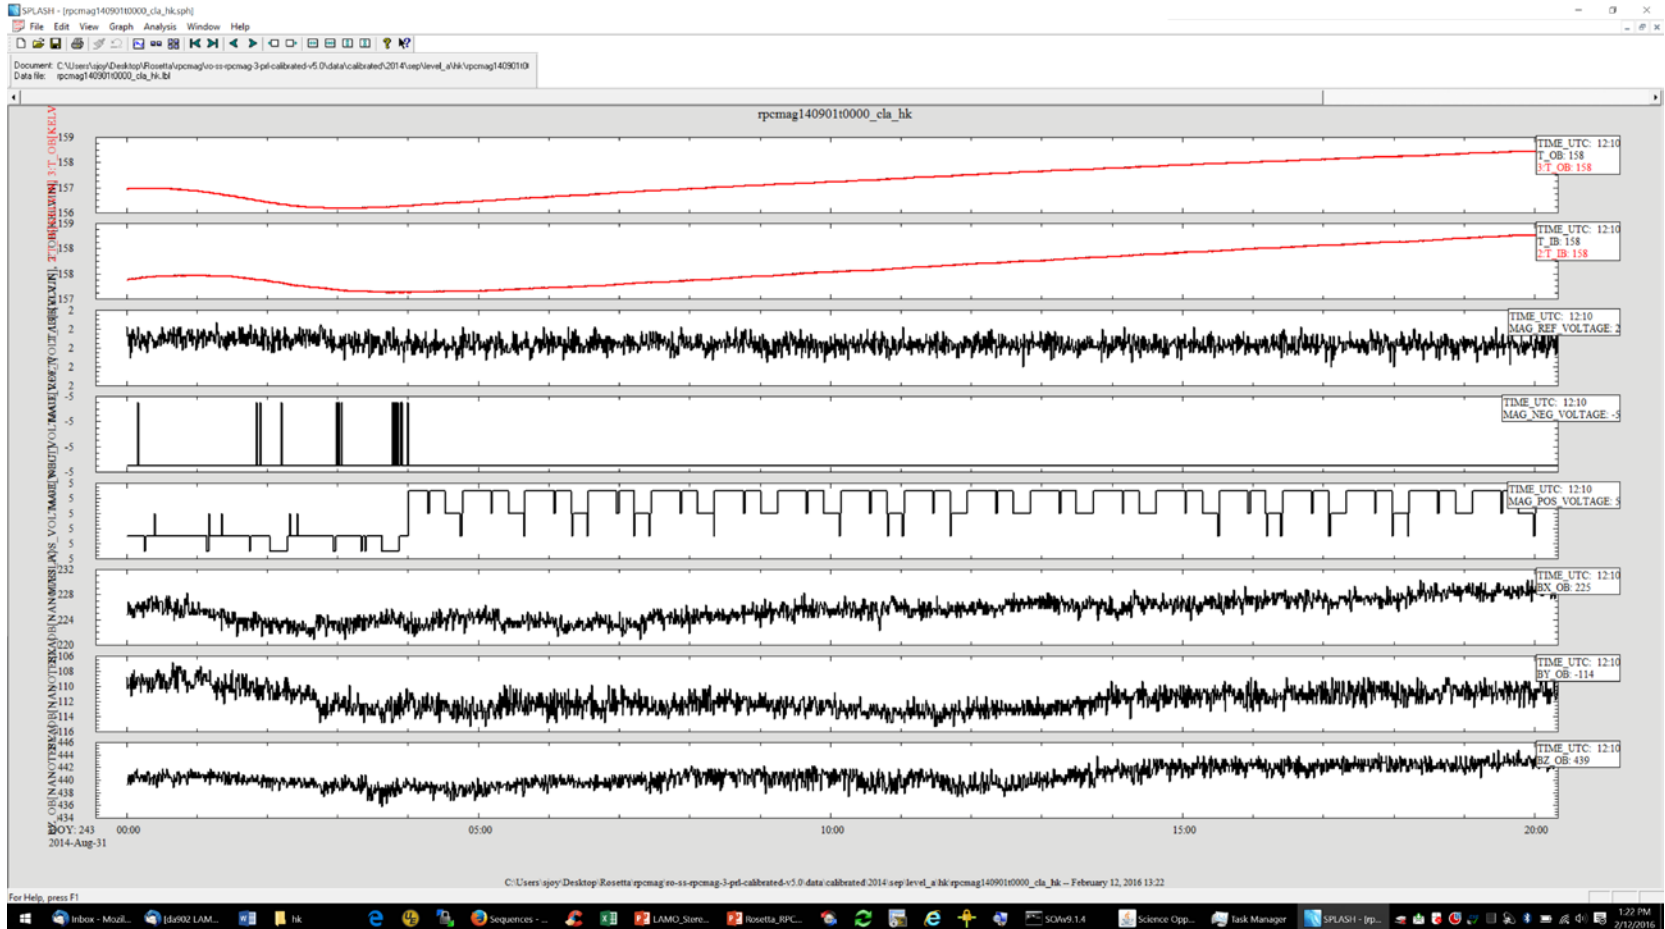 SPLASH - [rpcmag140901t0000_cla_hk.sph]
File Edit View Graph Analysis Window Help
Document: C:\Users\sjoy\Desktop\Rosetta\rpcmag\ro-ss-rpcmag-3-prl-calibrated-v5.0\data\calibrated\2014\sep\level_a\hk\rpcmag140901t0(
Data file: rpcmag140901t0000_cla_hk.lbl
rpcmag140901t0000_cla_hk
3:T_OB[KELV
159
158
157
156
TIME_UTC: 12:10
T_OB: 158
3:T_OB: 158
159
158
158
157
TIME_UTC: 12:10
T_IB: 158
2:T_IB: 158
2
2
2
2
2
TIME_UTC: 12:10
MAG_REF_VOLTAGE: 2
-5
-5
-5
-5
TIME_UTC: 12:10
MAG_NEG_VOLTAGE: -5
5
5
5
5
5
TIME_UTC: 12:10
MAG_POS_VOLTAGE: 5
232
228
224
220
TIME_UTC: 12:10
BX_OB: 225
106
108
110
112
114
116
TIME_UTC: 12:10
BY_OB: -114
446
444
442
440
438
436
434
TIME_UTC: 12:10
BZ_OB: 439
DOY: 243 00:00 05:00 10:00 15:00 20:00
2014-Aug-31
C:\Users\sjoy\Desktop\Rosetta\rpcmag\ro-ss-rpcmag-3-prl-calibrated-v5.0\data\calibrated\2014\sep\level_a\hk\rpcmag140901t0000_cla_hk -- February 12, 2016 13:22
For Help, press F1
Inbox - Mozil... [da902 LAM... hk Sequences - ... LAMO_Stere... Rosetta_RPC... SOAv9.1.4 Science Opp... Task Manager SPLASH - [rp... 1:22 PM
2/12/2016